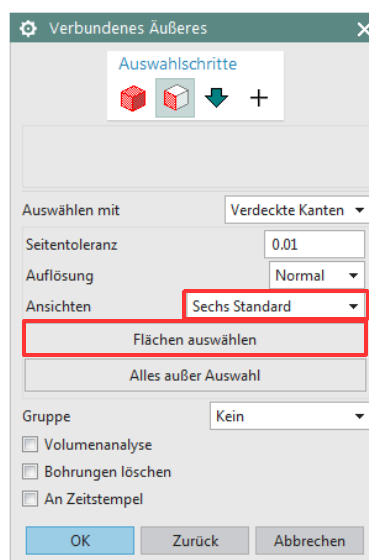 Verbundenes Äußeres
Auswahlschritte
Auswählen mit Verdeckte Kanten
Seitentoleranz 0.01
Auflösung Normal
Ansichten Sechs Standard
Flächen auswählen
Alles außer Auswahl
Gruppe Kein
Volumenanalyse
Bohrungen löschen
An Zeitstempel
OK Zurück Abbrechen